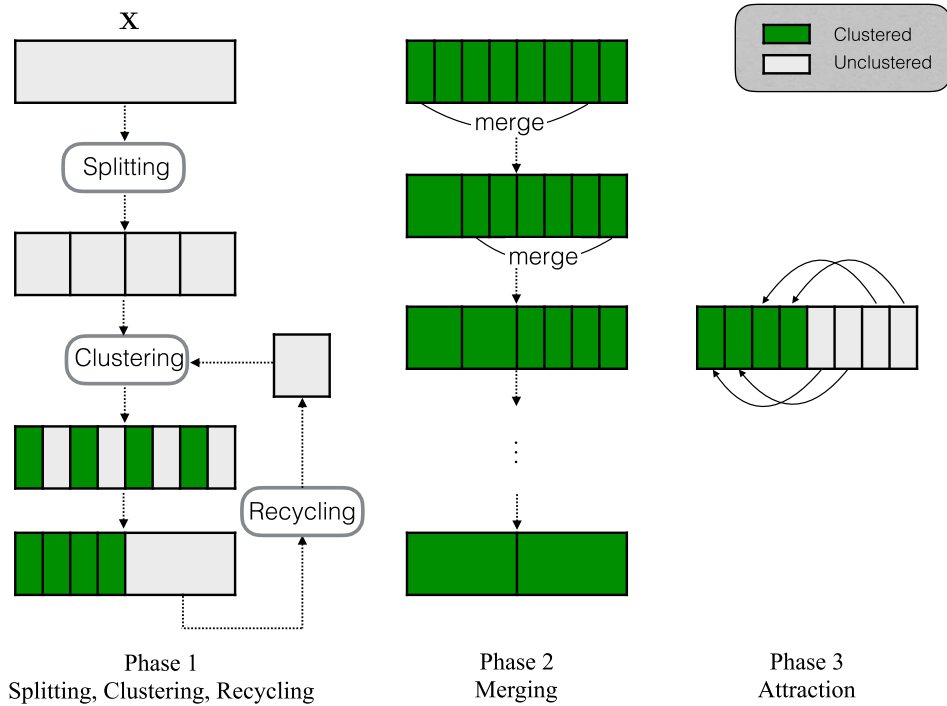 X
Splitting
Clustering
Recycling
Phase 1
Splitting, Clustering, Recycling
merge
merge
⋮
Phase 2
Merging
Clustered
Unclustered
Phase 3
Attraction